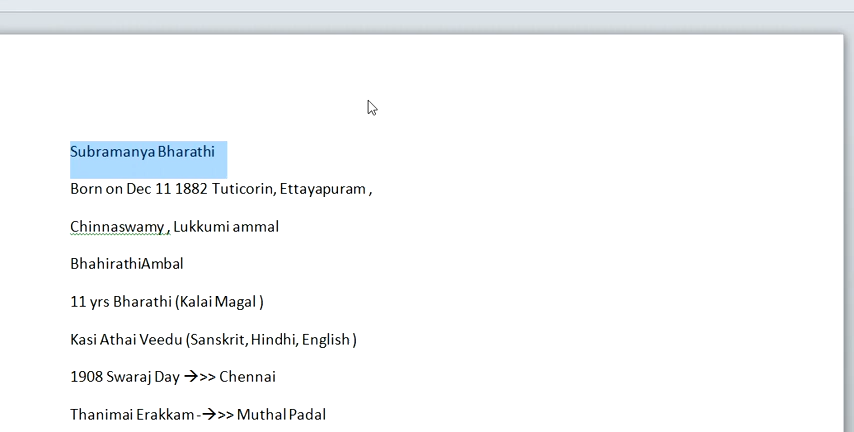 Subramanya Bharathi
Born on Dec 11 1882 Tuticorin, Ettayapuram ,
Chinnaswamy , Lukkumi ammal
BhahirathiAmbal
11 yrs Bharathi (Kalai Magal )
Kasi Athai Veedu (Sanskrit, Hindhi, English )
1908 Swaraj Day →>> Chennai
Thanimai Erakkam -→>> Muthal Padal